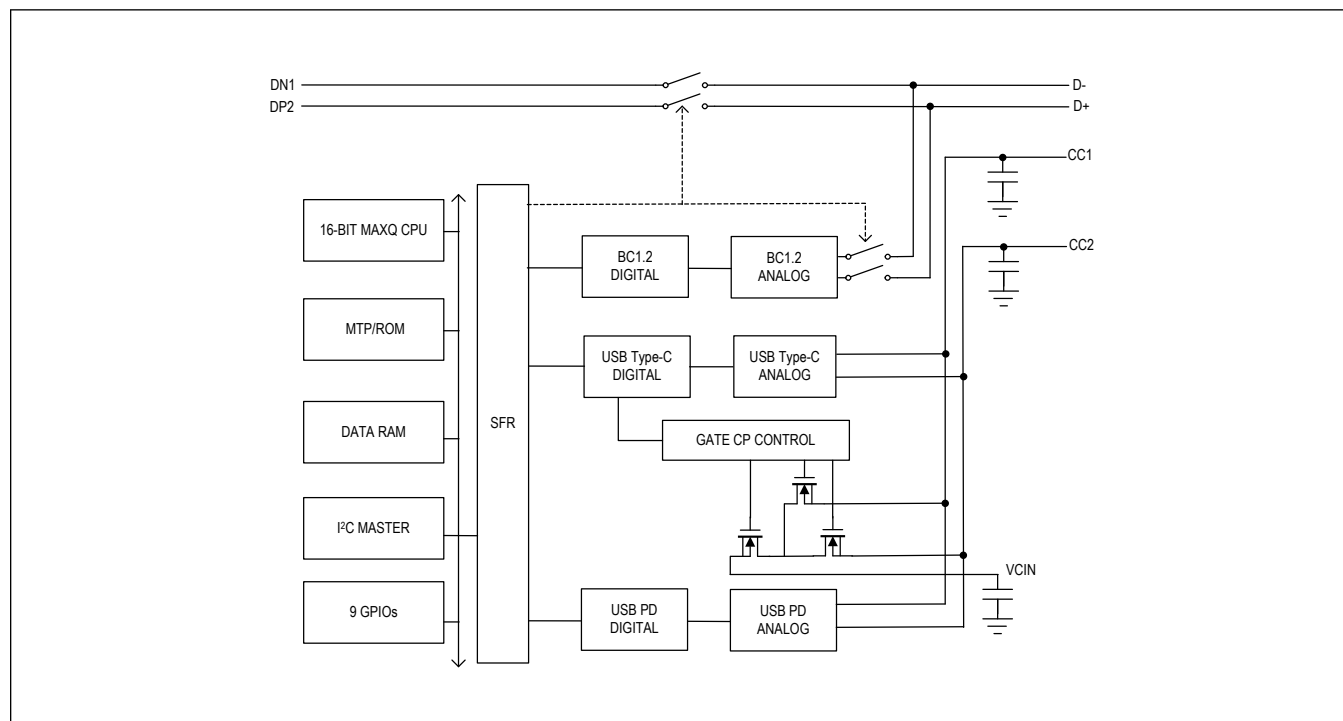 DN1
D-
DP2
D+
CC1
16-BIT MAXQ CPU
BC1.2
DIGITAL
BC1.2
ANALOG
CC2
MTP/ROM
USB Type-C
DIGITAL
USB Type-C
ANALOG
DATA RAM
SFR
GATE CP CONTROL
I²C MASTER
VCIN
9 GPIOs
USB PD
DIGITAL
USB PD
ANALOG